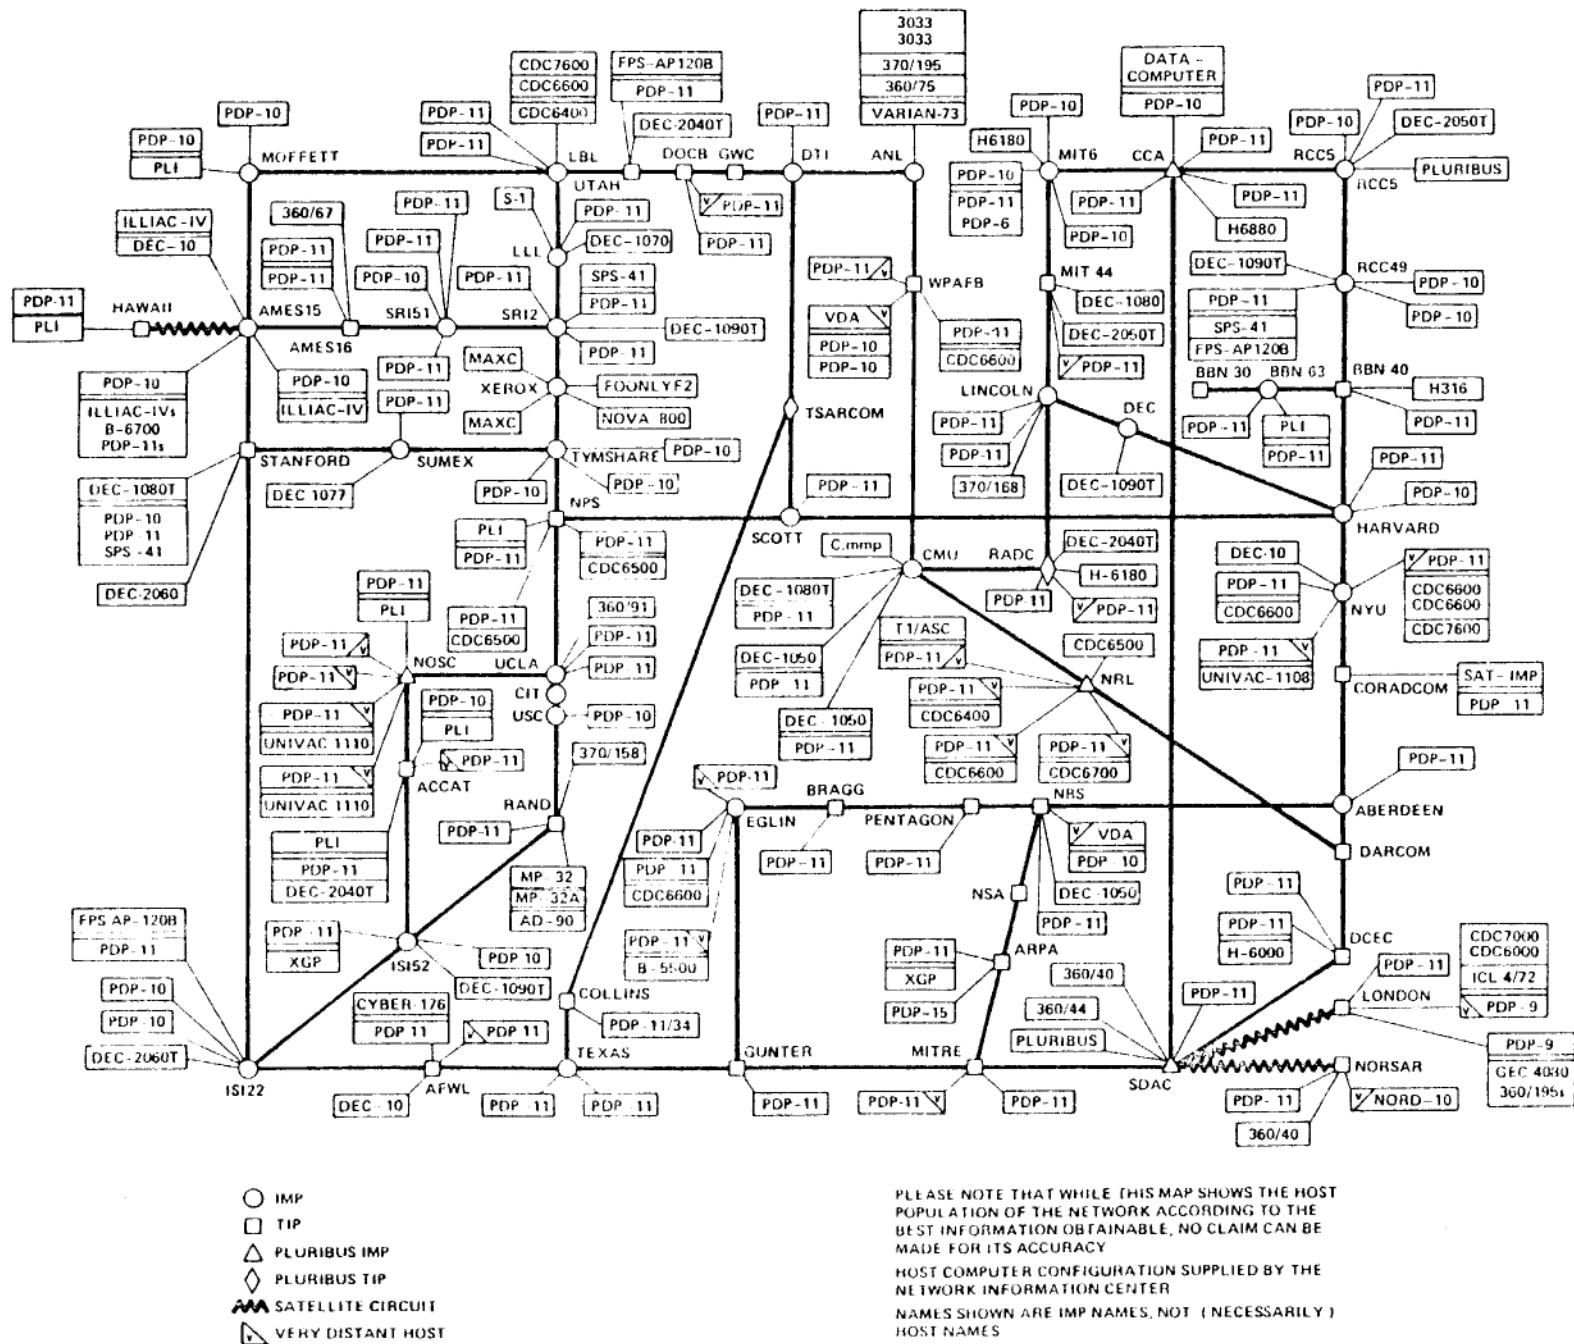 3033
3033
370/195
360/75
VARIAN-73
CDC7600
CDC6600
CDC6400
FPS-AP120B
PDP-11
DEC-2040T
DATA-
COMPUTER
PDP-10
PDP-11
PDP-10
DEC-2050T
PLURIBUS
PDP-10
PDP-10
PLI
MOFFETT
PDP-11
PDP-11
LBL
UTAH
DOCB
GWC
PDP-11
PDP-11
DTI
PDP-11
ANL
H6180
PDP-10
MIT6
PDP-10
PDP-11
PDP-6
PDP-10
CCA
PDP-11
PDP-11
PDP-11
H6880
RCC5
RCC5
S-1
PDP-11
LLL
DEC-1070
ILLIAC-IV
DEC-10
360/67
PDP-11
PDP-11
PDP-11
PDP-11
PDP-10
PDP-11
SPS-41
PDP-11
DEC-1090T
PDP-11
PDP-11
PLI
HAWAII
AMES15
AMES16
SRI51
SRI2
PDP-11
PDP-11
WPAFB
VDA
PDP-10
PDP-10
PDP-11
CDC6600
MIT 44
DEC-1080
DEC-2050T
PDP-11
DEC-1090T
RCC49
PDP-10
PDP-10
PDP-11
SPS-41
FPS-AP120B
BBN 30
BBN 63
BBN 40
H316
PDP-11
PDP-11
PLI
PDP-11
PDP-10
ILLIAC-IVs
B-6700
PDP-11s
PDP-10
ILLIAC-IV
PDP-11
MAXC
XEROX
MAXC
FOONLYF2
NOVA 800
TSARCOM
LINCOLN
PDP-11
PDP-11
370/168
DEC
DEC-1090T
STANFORD
SUMEX
TYMSHARE
PDP-10
DEC-1080T
PDP-10
PDP-11
SPS-41
DEC-2060
DEC 1077
PDP-10
PDP-10
NPS
PLI
PDP-11
PDP-11
CDC6500
PDP-11
CDC6500
PDP-11
SCOTT
PDP-11
PDP-10
HARVARD
C.mmp
CMU
RADC
DEC-2040T
H-6180
PDP-11
PDP-11
DEC-1080T
PDP-11
DEC-1050
PDP-11
DEC-1050
PDP-11
DEC-10
PDP-11
CDC6600
PDP-11
CDC6600
CDC6600
CDC7600
NYU
PDP-11
UNIVAC-1108
PDP-11
PLI
PDP-11
PDP-11
NOSC
UCLA
360/91
PDP-11
PDP-11
CIT
USC
PDP-10
T1/ASC
PDP-11
CDC6500
NRL
PDP-11
CDC6400
PDP-11
CDC6600
PDP-11
CDC6700
CORADCOM
SAT-IMP
PDP 11
PDP-11
UNIVAC 1110
PDP-11
UNIVAC 1110
PDP-10
PLI
PDP-11
ACCAT
PLI
PDP-11
DEC-2040T
370/158
RAND
PDP-11
MP-32
MP-32A
AD-90
PDP-11
EGLIN
BRAGG
PENTAGON
NRS
PDP-11
ABERDEEN
PDP-11
PDP-11
CDC6600
PDP-11
B-5500
PDP-11
PDP-11
VDA
PDP-10
DEC-1050
PDP-11
NSA
ARPA
DARCOM
FPS AP-120B
PDP-11
PDP-10
PDP-10
DEC-2060T
ISI22
PDP-11
XGP
ISI52
PDP 10
DEC-1090T
CYBER-176
PDP 11
PDP 11
DEC-10
AFWL
COLLINS
PDP-11/34
TEXAS
PDP-11
PDP-11
GUNTER
PDP-11
PDP-11
XGP
PDP-15
MITRE
PDP-11
PDP-11
360/40
360/44
PLURIBUS
PDP-11
SDAC
PDP-11
PDP-11
H-6000
DCEC
PDP-11
LONDON
CDC7000
CDC6000
ICL 4/72
PDP-9
PDP-9
GEC 4080
360/195s
NORSAR
PDP-11
NORD-10
360/40
IMP
TIP
PLURIBUS IMP
PLURIBUS TIP
SATELLITE CIRCUIT
V VERY DISTANT HOST
PLEASE NOTE THAT WHILE THIS MAP SHOWS THE HOST
POPULATION OF THE NETWORK ACCORDING TO THE
BEST INFORMATION OBTAINABLE, NO CLAIM CAN BE
MADE FOR ITS ACCURACY
HOST COMPUTER CONFIGURATION SUPPLIED BY THE
NETWORK INFORMATION CENTER
NAMES SHOWN ARE IMP NAMES, NOT (NECESSARILY)
HOST NAMES